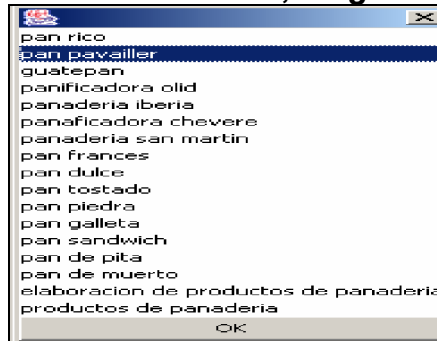 pan rico
pan pavailler
guatepan
panificadora olid
panaderia iberia
panaficadora chevere
panaderia san martin
pan frances
pan dulce
pan tostado
pan piedra
pan galleta
pan sandwich
pan de pita
pan de muerto
elaboracion de productos de panaderia
productos de panaderia
OK